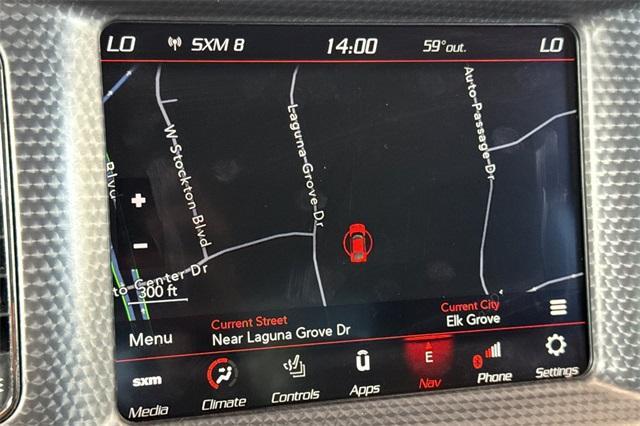 LO SXM 8 14:00 59° out. LO
Auto Passage Dr
Laguna Grove Dr
W Stockton Blvd
Blvd
to Center Dr
+
−
300 ft
Current Street
Near Laguna Grove Dr
Current City
Elk Grove
Menu
sxm
E
Media
Climate
Controls
Apps
Nav
Phone
Settings